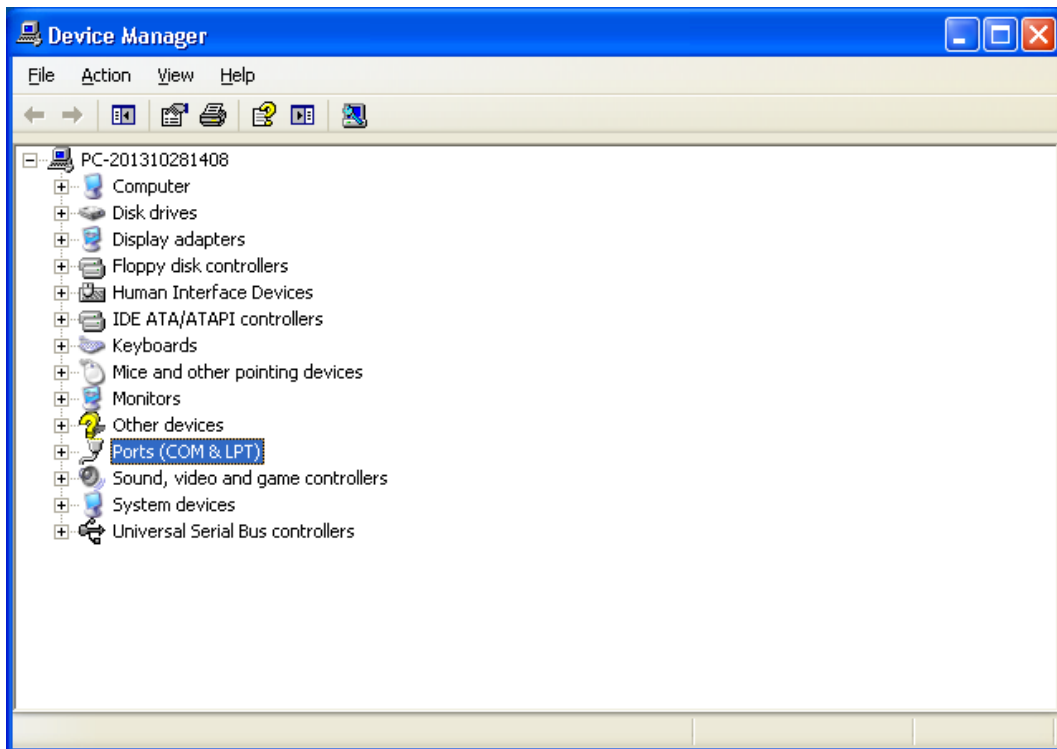 Device Manager
File Action View Help
PC-201310281408
Computer
Disk drives
Display adapters
Floppy disk controllers
Human Interface Devices
IDE ATA/ATAPI controllers
Keyboards
Mice and other pointing devices
Monitors
Other devices
Ports (COM & LPT)
Sound, video and game controllers
System devices
Universal Serial Bus controllers